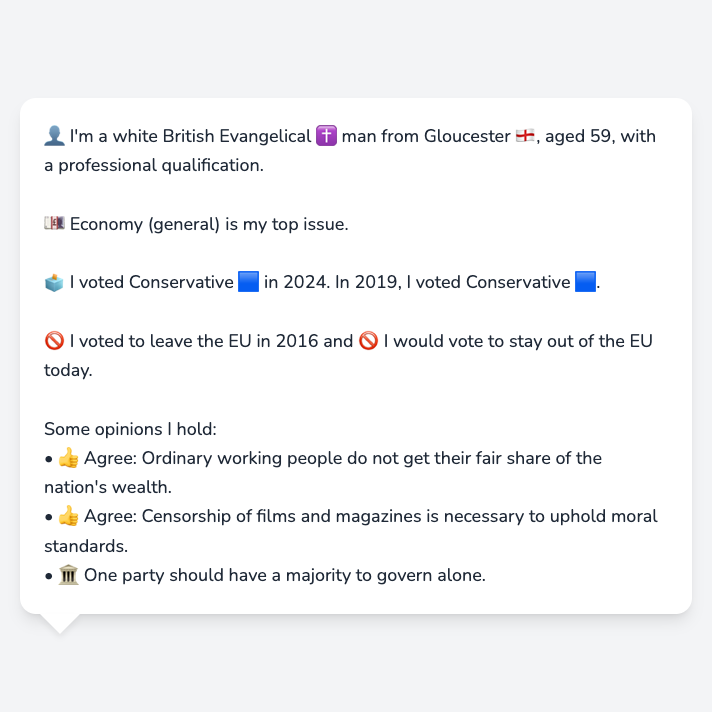 👤 I'm a white British Evangelical ✝️ man from Gloucester 🏴󠁧󠁢󠁥󠁮󠁧󠁿, aged 59, with
a professional qualification.
💷 Economy (general) is my top issue.
🗳️ I voted Conservative 🟦 in 2024. In 2019, I voted Conservative 🟦.
🚫 I voted to leave the EU in 2016 and 🚫 I would vote to stay out of the EU
today.
Some opinions I hold:
• 👍 Agree: Ordinary working people do not get their fair share of the
nation's wealth.
• 👍 Agree: Censorship of films and magazines is necessary to uphold moral
standards.
• 🏛️ One party should have a majority to govern alone.